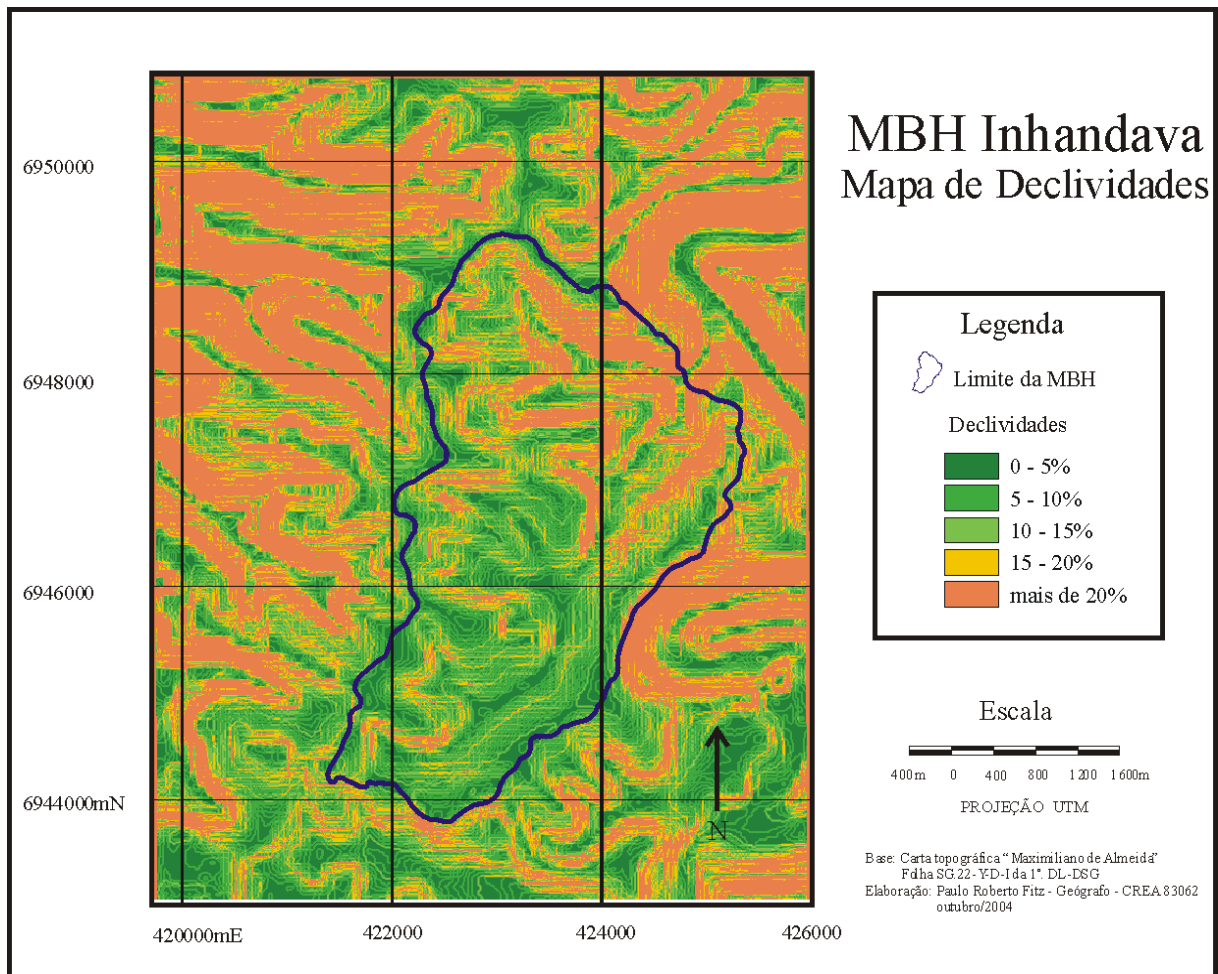 MBH Inhandava
Mapa de Declividades
6950000
6948000
6946000
6944000mN
420000mE
422000
424000
426000
N
Legenda
Limite da MBH
Declividades
0 - 5%
5 - 10%
10 - 15%
15 - 20%
mais de 20%
Escala
400m 0 400 800 1200 1600m
PROJEÇÃO UTM
Base: Carta topográfica “Maximiliano de Almeida”
Folha SG.22-Y-D-I da 1ª. DL-DSG
Elaboração: Paulo Roberto Fitz - Geógrafo - CREA 83062
outubro/2004